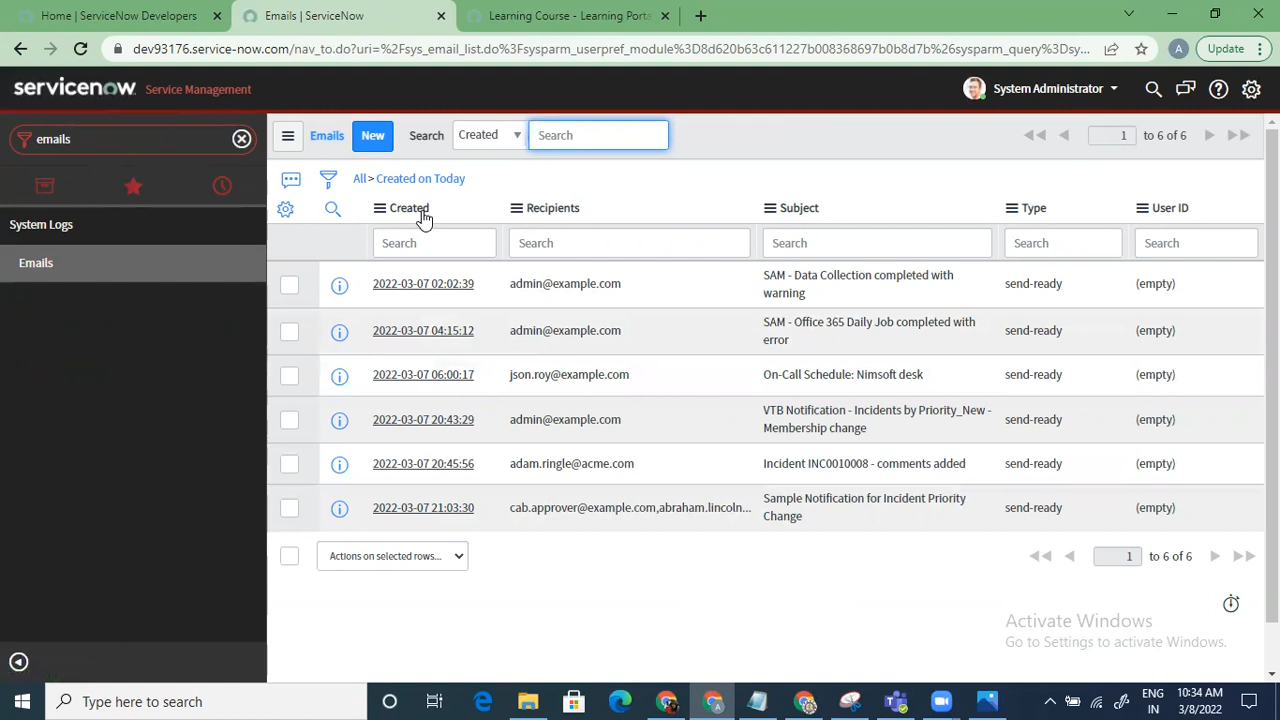 Home | ServiceNow Developers
Emails | ServiceNow
Learning Course - Learning Porta
dev93176.service-now.com/nav_to.do?uri=%2Fsys_email_list.do%3Fsysparm_userpref_module%3D8d620b63c611227b008368697b0b8d7b%26sysparm_query%3Dsy...
A
Update
servicenow Service Management
System Administrator
emails
Emails New Search Created Search 1 to 6 of 6
All > Created on Today
System Logs
Emails
Created Recipients Subject Type User ID
Search Search Search Search Search
2022-03-07 02:02:39 admin@example.com SAM - Data Collection completed with warning send-ready (empty)
2022-03-07 04:15:12 admin@example.com SAM - Office 365 Daily Job completed with error send-ready (empty)
2022-03-07 06:00:17 json.roy@example.com On-Call Schedule: Nimsoft desk send-ready (empty)
2022-03-07 20:43:29 admin@example.com VTB Notification - Incidents by Priority_New - Membership change send-ready (empty)
2022-03-07 20:45:56 adam.ringle@acme.com Incident INC0010008 - comments added send-ready (empty)
2022-03-07 21:03:30 cab.approver@example.com,abraham.lincoln... Sample Notification for Incident Priority Change send-ready (empty)
Actions on selected rows... 1 to 6 of 6
Activate Windows
Go to Settings to activate Windows.
Type here to search
ENG
IN
10:34 AM
3/8/2022